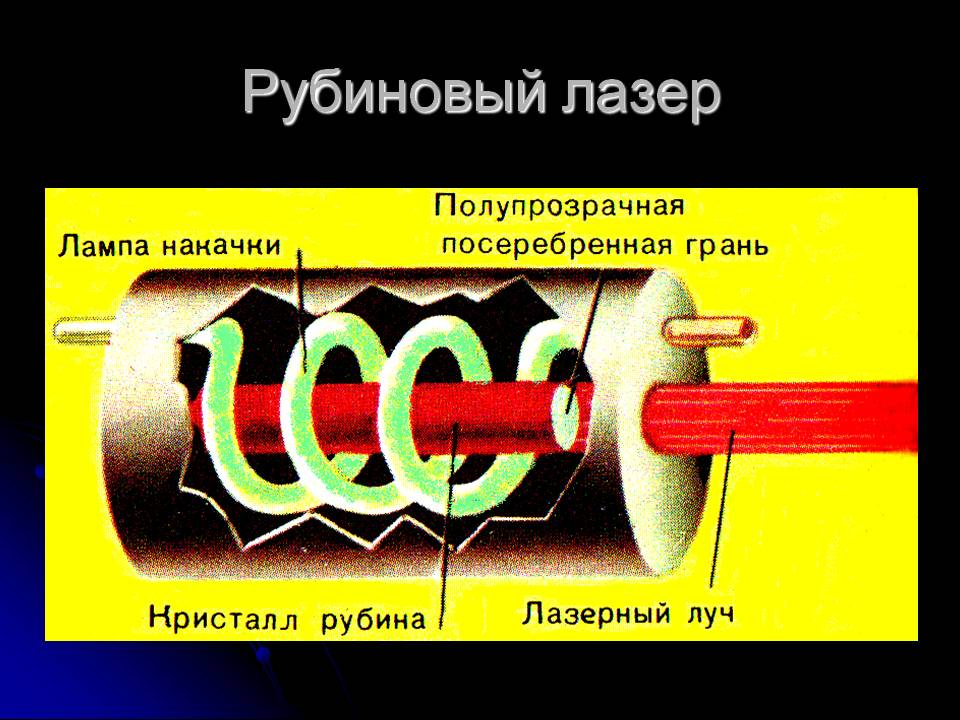 Рубиновый лазер
Полупрозрачная
посеребренная грань
Лампа накачки
Кристалл рубина
Лазерный луч